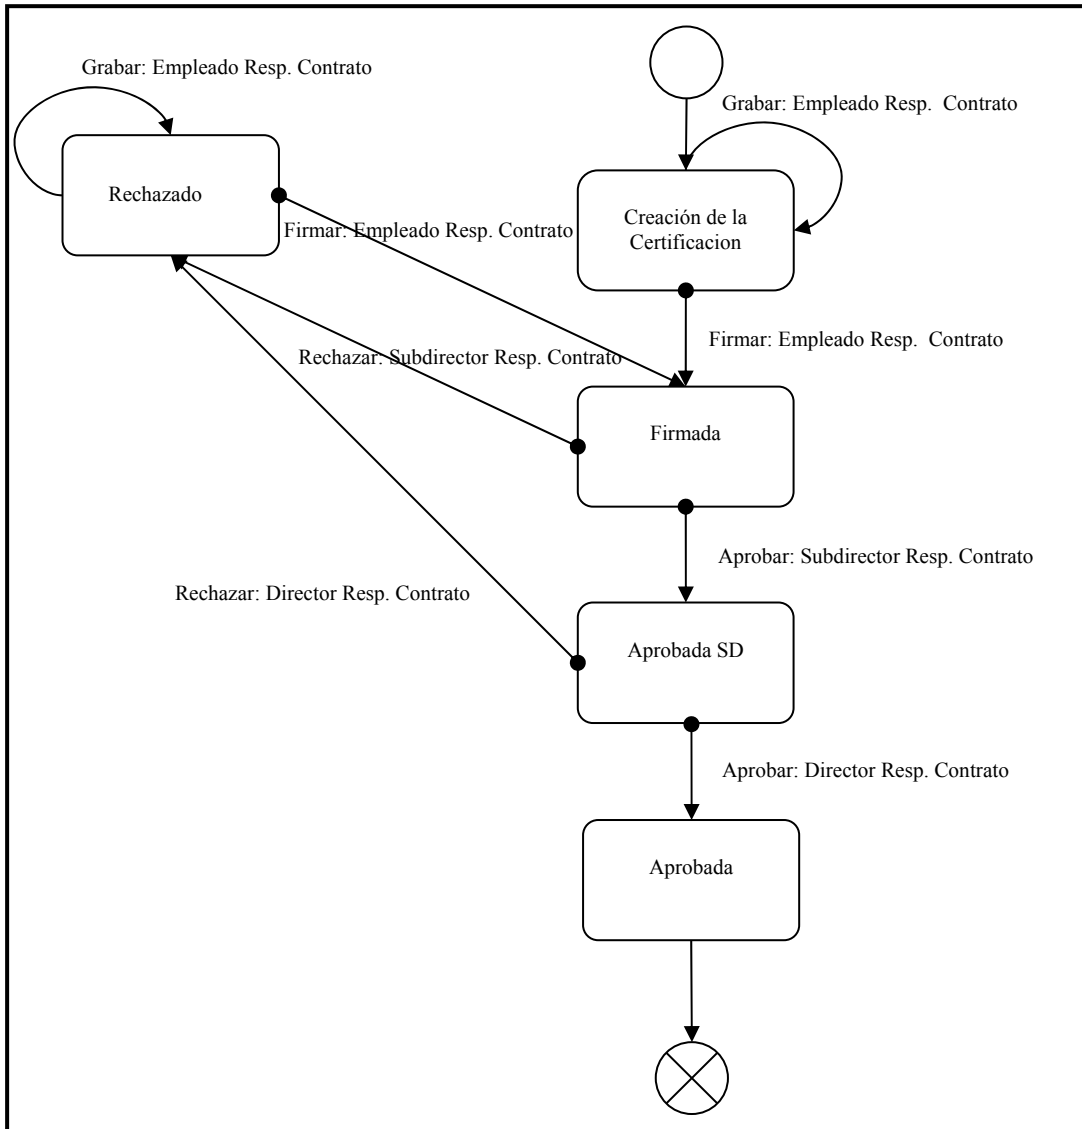 Grabar: Empleado Resp. Contrato
Grabar: Empleado Resp.  Contrato
Rechazado
Creación de la
Certificacion
Firmar: Empleado Resp. Contrato
Firmar: Empleado Resp.  Contrato
Rechazar: Subdirector Resp. Contrato
Firmada
Aprobar: Subdirector Resp. Contrato
Rechazar: Director Resp. Contrato
Aprobada SD
Aprobar: Director Resp. Contrato
Aprobada